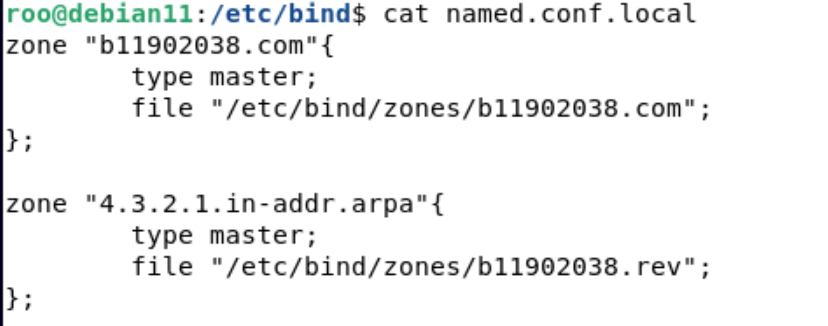 roo@debian11:/etc/bind$ cat named.conf.local
zone "b11902038.com"{
        type master;
        file "/etc/bind/zones/b11902038.com";
};

zone "4.3.2.1.in-addr.arpa"{
        type master;
        file "/etc/bind/zones/b11902038.rev";
};